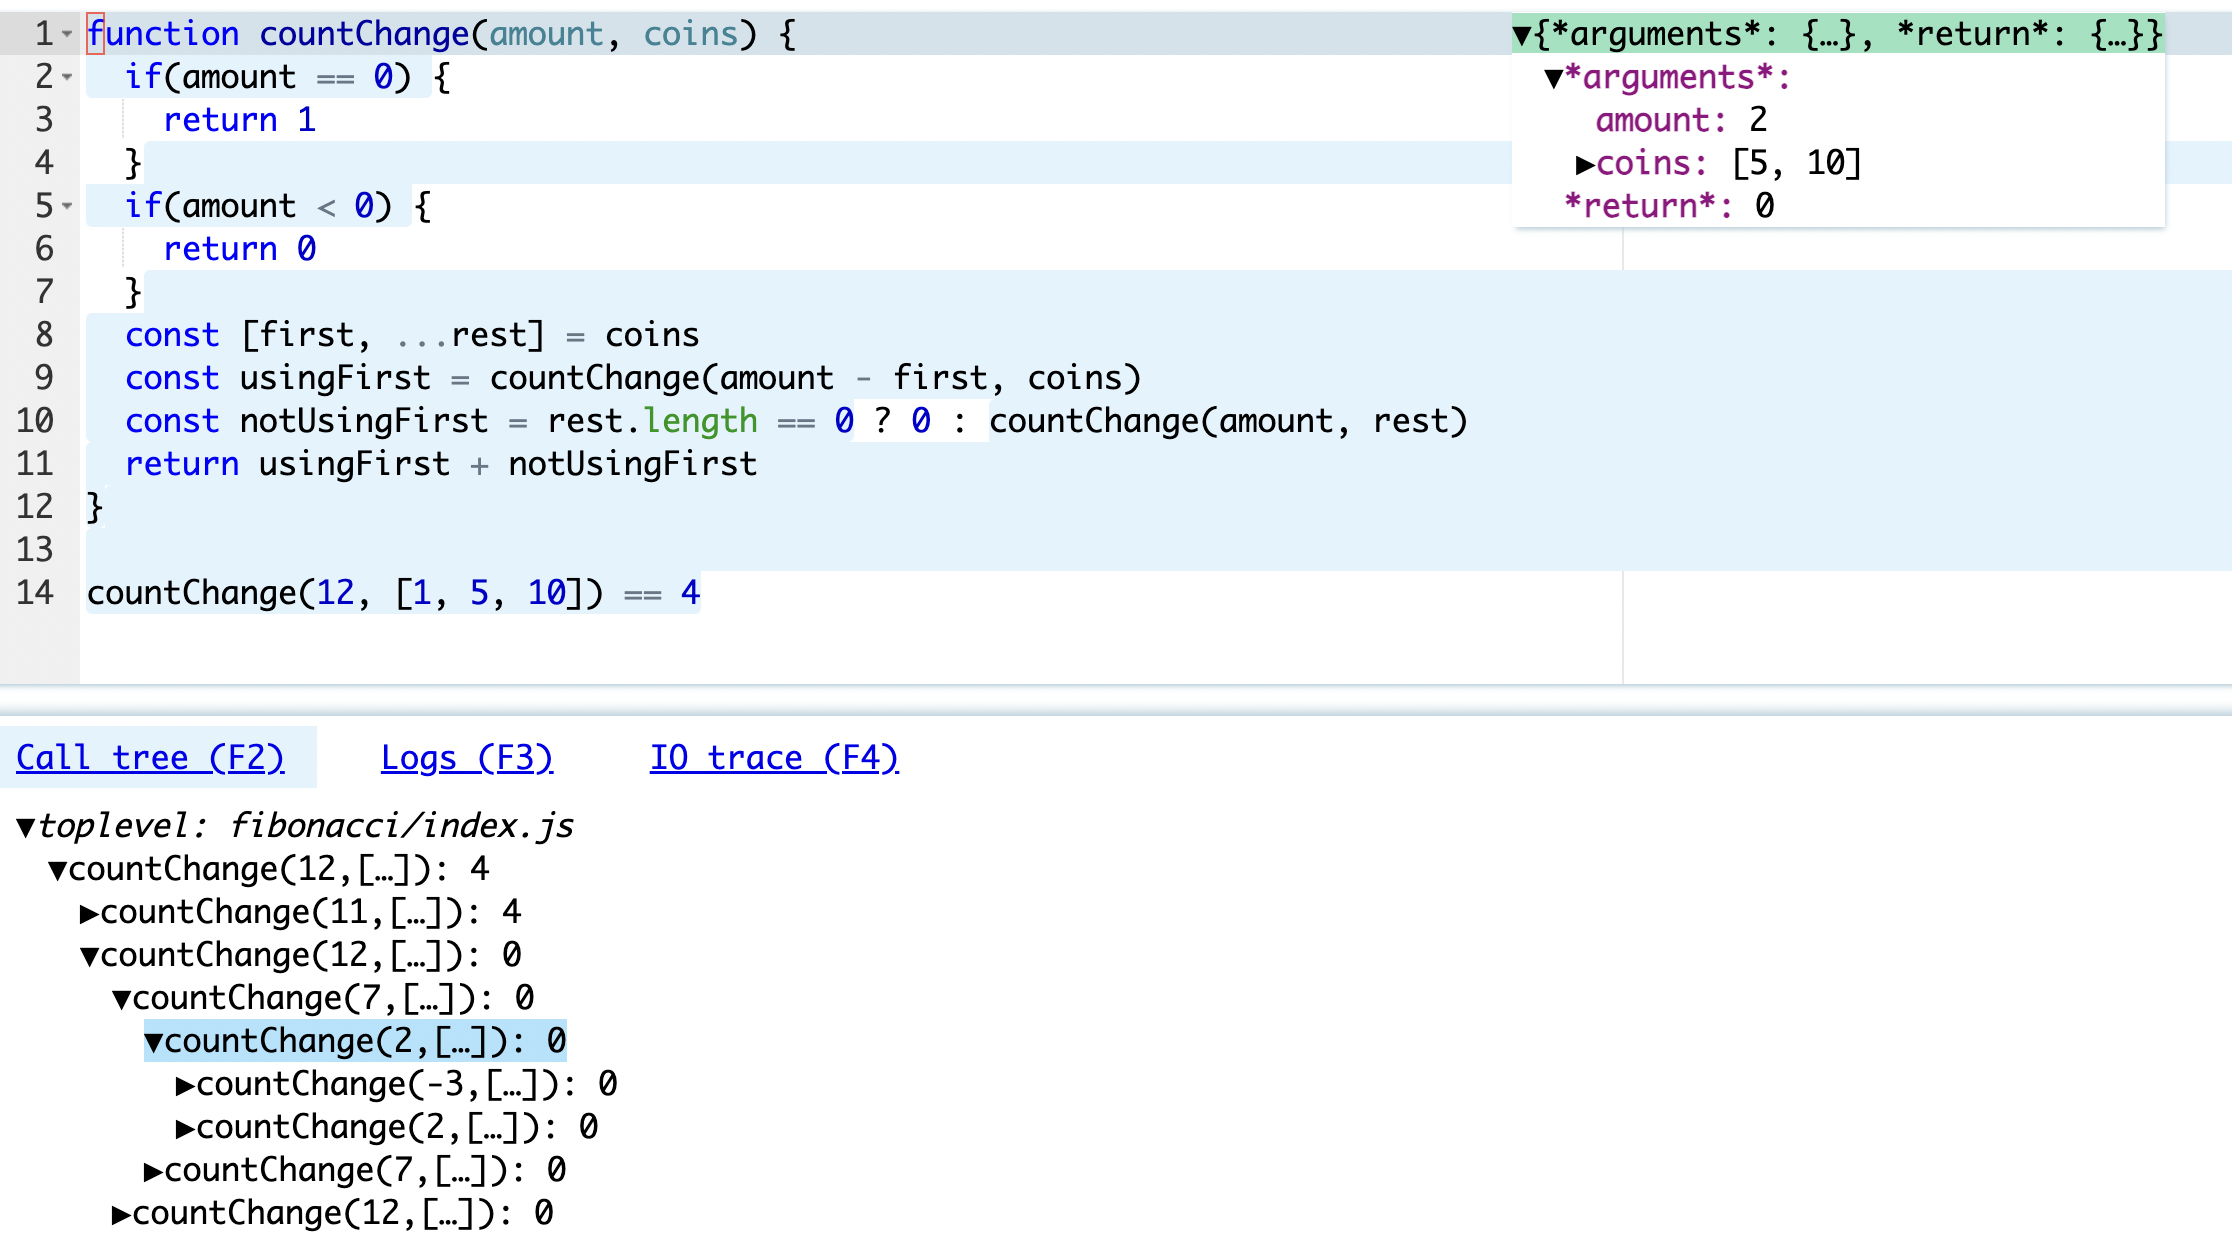 1 function countChange(amount, coins) {
2   if(amount == 0) {
3     return 1
4   }
5   if(amount < 0) {
6     return 0
7   }
8   const [first, ...rest] = coins
9   const usingFirst = countChange(amount - first, coins)
10   const notUsingFirst = rest.length == 0 ? 0 : countChange(amount, rest)
11   return usingFirst + notUsingFirst
12 }
13
14 countChange(12, [1, 5, 10]) == 4
▼{*arguments*: {…}, *return*: {…}}
▼*arguments*:
amount: 2
▶coins: [5, 10]
*return*: 0
Call tree (F2) Logs (F3) IO trace (F4)
▼toplevel: fibonacci/index.js
▼countChange(12,[…]): 4
▶countChange(11,[…]): 4
▼countChange(12,[…]): 0
▼countChange(7,[…]): 0
▼countChange(2,[…]): 0
▶countChange(-3,[…]): 0
▶countChange(2,[…]): 0
▶countChange(7,[…]): 0
▶countChange(12,[…]): 0